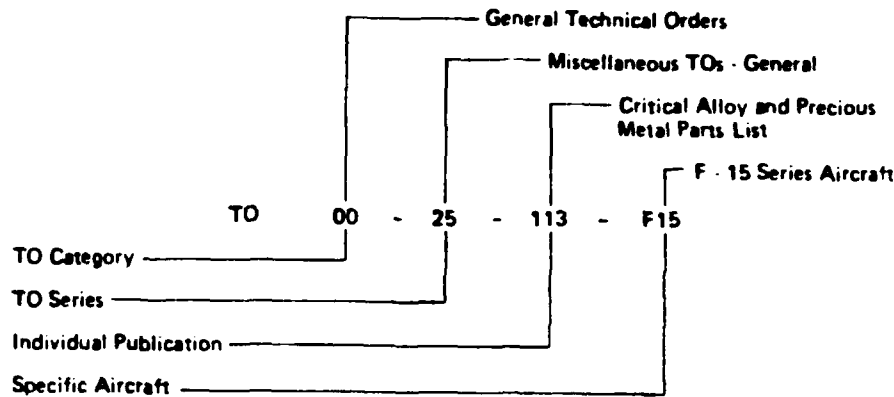 General Technical Orders
Miscellaneous TOs - General
Critical Alloy and Precious
Metal Parts List
F - 15 Series Aircraft
TO 00 - 25 - 113 - F15
TO Category
TO Series
Individual Publication
Specific Aircraft